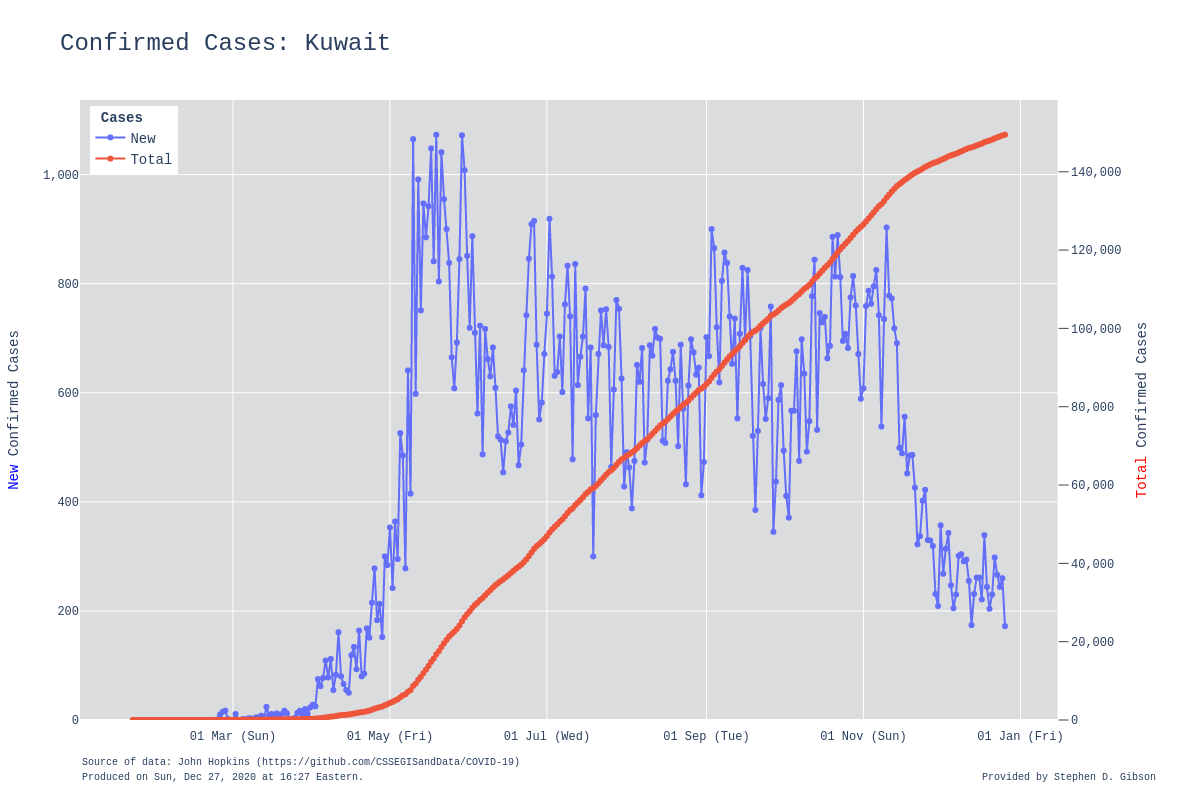 Confirmed Cases: Kuwait
Cases
New
Total
1,000
800
600
400
200
0
140,000
120,000
100,000
80,000
60,000
40,000
20,000
0
New Confirmed Cases
Total Confirmed Cases
01 Mar (Sun)
01 May (Fri)
01 Jul (Wed)
01 Sep (Tue)
01 Nov (Sun)
01 Jan (Fri)
Source of data: John Hopkins (https://github.com/CSSEGISandData/COVID-19)
Produced on Sun, Dec 27, 2020 at 16:27 Eastern.
Provided by Stephen D. Gibson